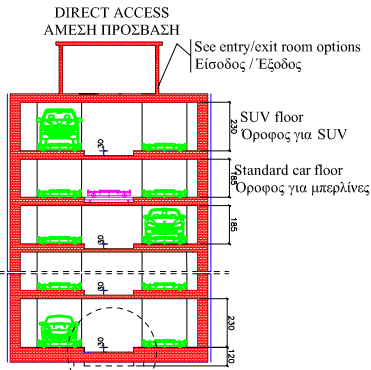 DIRECT ACCESS
ΑΜΕΣΗ ΠΡΟΣΒΑΣΗ
See entry/exit room options
Είσοδος / Έξοδος
SUV floor
Όροφος για SUV
230
Standard car floor
Όροφος για μπερλίνες
185
185
230
120